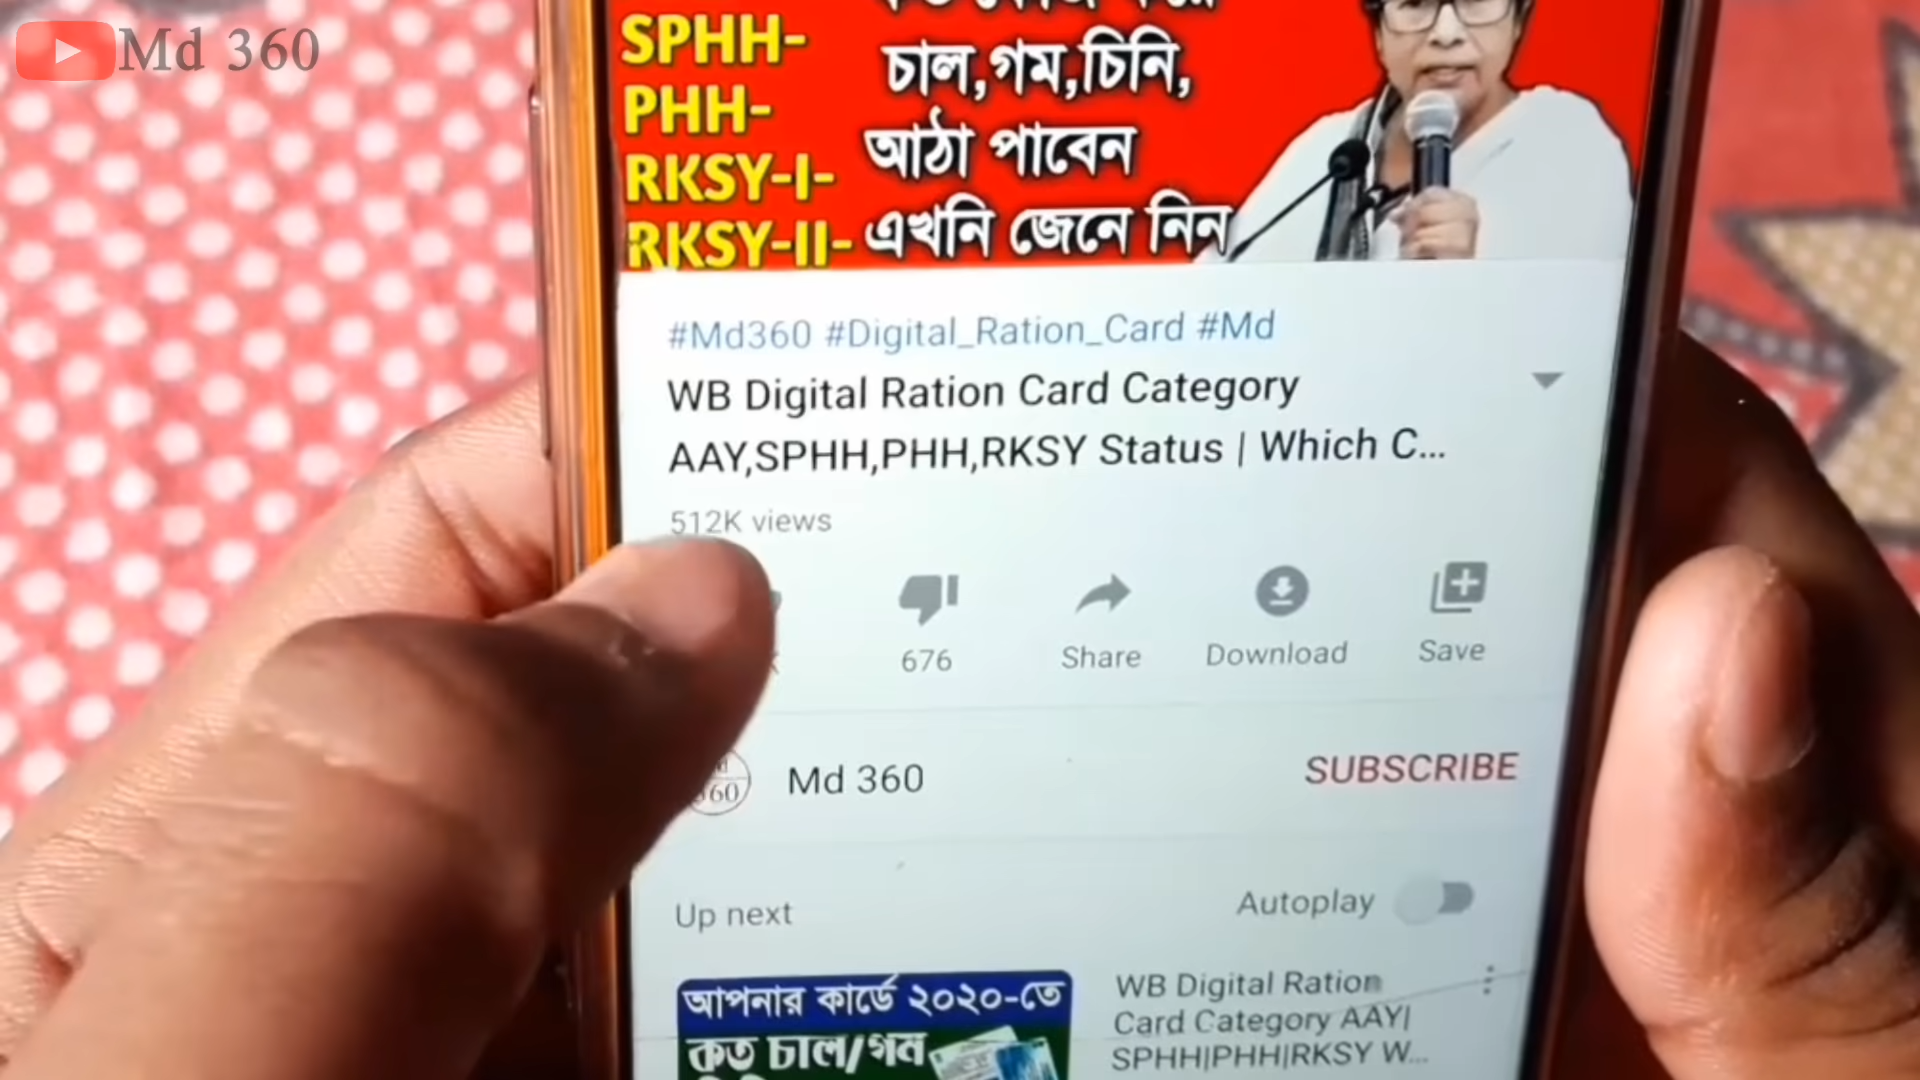 Md 360
SPHH-
চাল,গম,চিনি,
PHH-
আঠা পাবেন
RKSY-I-
RKSY-II-
এখনি জেনে নিন
#Md360 #Digital_Ration_Card #Md
WB Digital Ration Card Category
AAY,SPHH,PHH,RKSY Status | Which C...
512K views
676
Share
Download
Save
Md 360
SUBSCRIBE
Up next
Autoplay
আপনার কার্ডে ২০২০-তে
কত চাল/গম
WB Digital Ration
Card Category AAY|
SPHH|PHH|RKSY W...